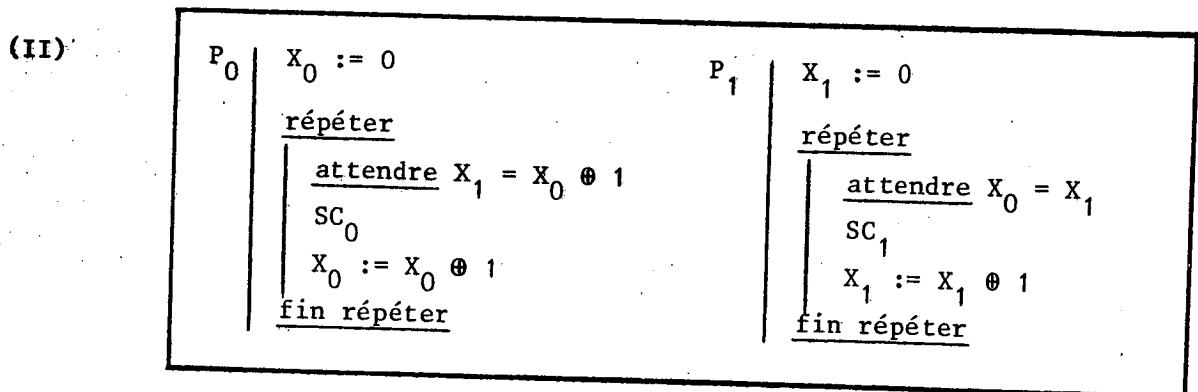 (II)
P₀ X₀ := 0
répéter
attendre X₁ = X₀ ⊕ 1
SC₀
X₀ := X₀ ⊕ 1
fin répéter
P₁ X₁ := 0
répéter
attendre X₀ = X₁
SC₁
X₁ := X₁ ⊕ 1
fin répéter